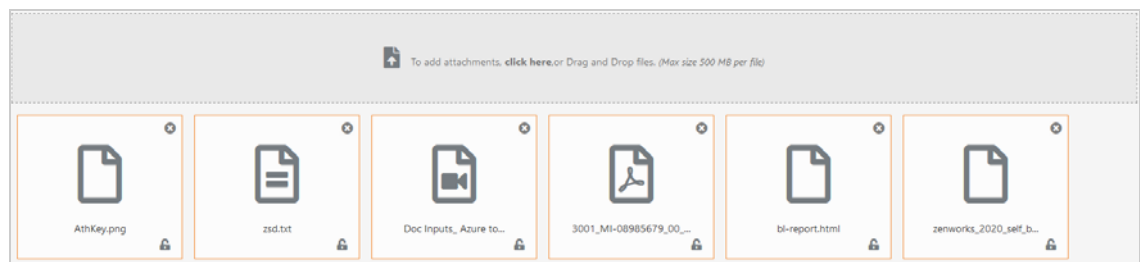 To add attachments, click here,or Drag and Drop files. (Max size 500 MB per file)
AthKey.png
zsd.txt
Doc Inputs_ Azure to...
3001_MI-08985679_00_...
bl-report.html
zenworks_2020_self_b...